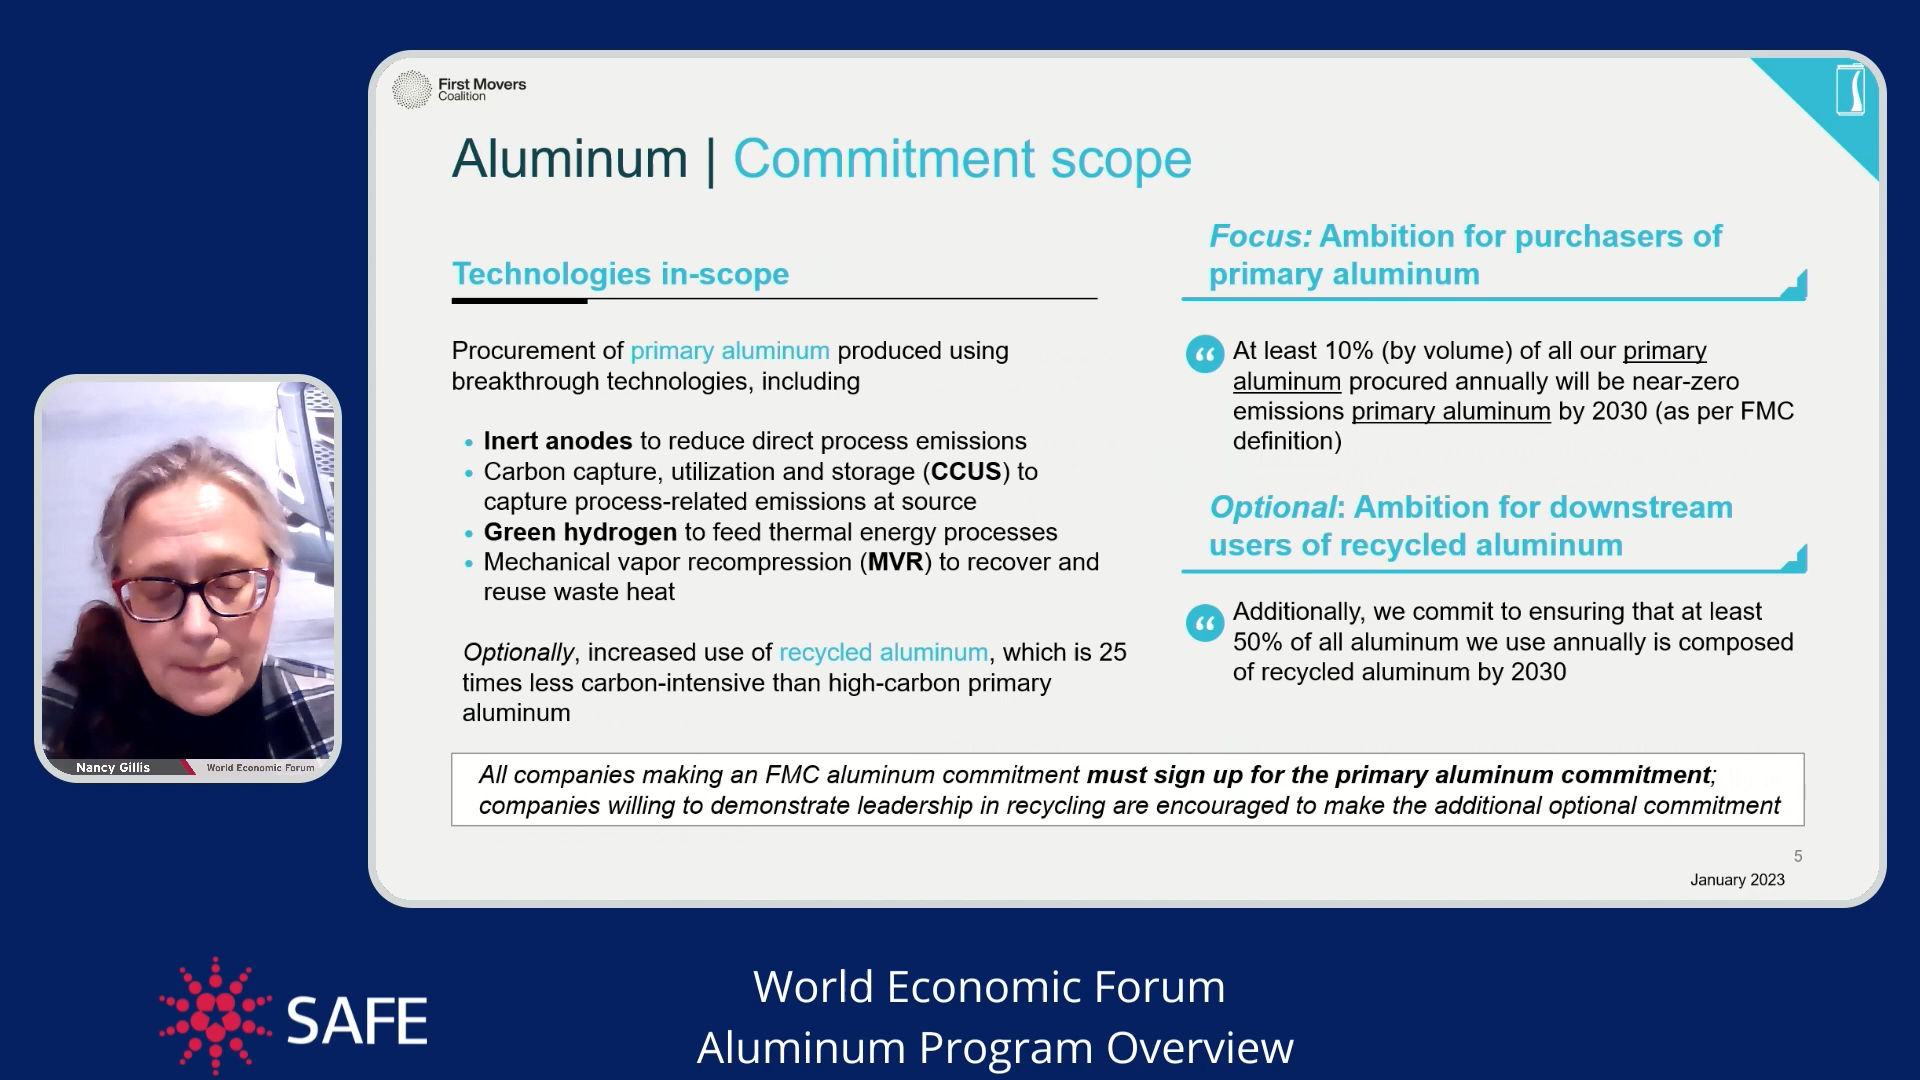 First Movers
Coalition
Aluminum | Commitment scope
Technologies in-scope
Procurement of primary aluminum produced using
breakthrough technologies, including
• Inert anodes to reduce direct process emissions
• Carbon capture, utilization and storage (CCUS) to
capture process-related emissions at source
• Green hydrogen to feed thermal energy processes
• Mechanical vapor recompression (MVR) to recover and
reuse waste heat
Optionally, increased use of recycled aluminum, which is 25
times less carbon-intensive than high-carbon primary
aluminum
Focus: Ambition for purchasers of
primary aluminum
“ At least 10% (by volume) of all our primary
aluminum procured annually will be near-zero
emissions primary aluminum by 2030 (as per FMC
definition)
Optional: Ambition for downstream
users of recycled aluminum
“ Additionally, we commit to ensuring that at least
50% of all aluminum we use annually is composed
of recycled aluminum by 2030
All companies making an FMC aluminum commitment must sign up for the primary aluminum commitment;
companies willing to demonstrate leadership in recycling are encouraged to make the additional optional commitment
5
January 2023
Nancy Gillis World Economic Forum
SAFE
World Economic Forum
Aluminum Program Overview